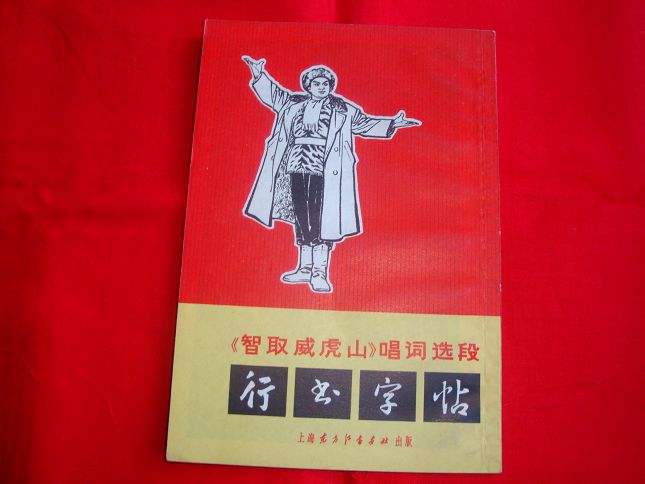 《智取威虎山》唱词选段
行书字帖
上海东方红书画社出版